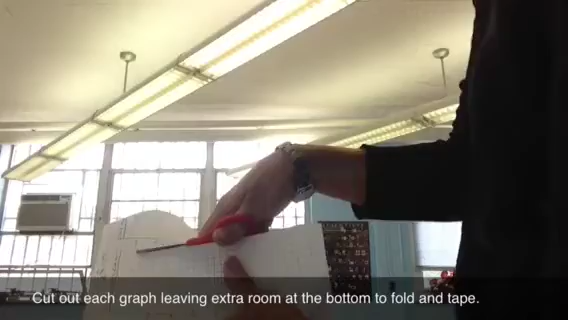 Cut out each graph leaving extra room at the bottom to fold and tape.